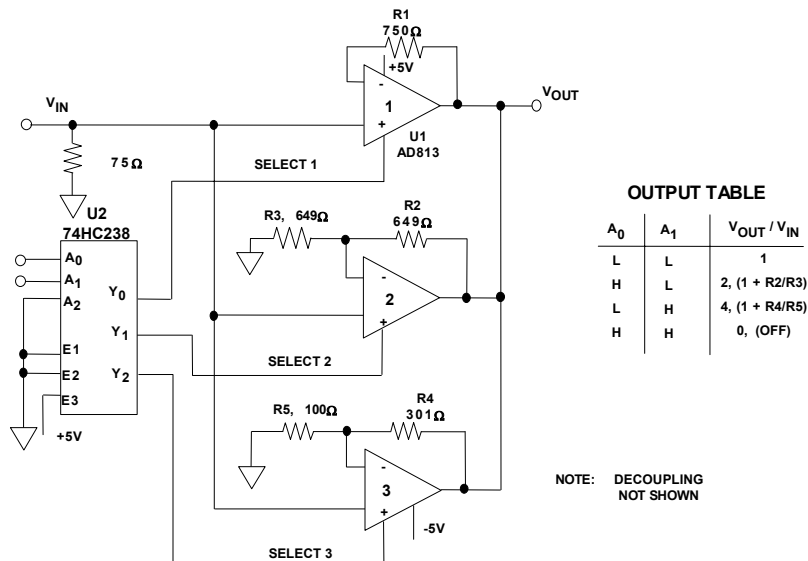 R1
750Ω
+5V
VIN
VOUT
-
1
+
U1
AD813
75Ω
SELECT 1
U2
74HC238
R3, 649Ω
R2
649Ω
OUTPUT TABLE
A0 A1 VOUT / VIN
L L 1
H L 2, (1 + R2/R3)
L H 4, (1 + R4/R5)
H H 0, (OFF)
A0
A1
A2
Y0
-
2
+
Y1
E1
E2
Y2
E3
SELECT 2
+5V
R5, 100Ω
R4
301Ω
-
3
+
-5V
NOTE: DECOUPLING
NOT SHOWN
SELECT 3